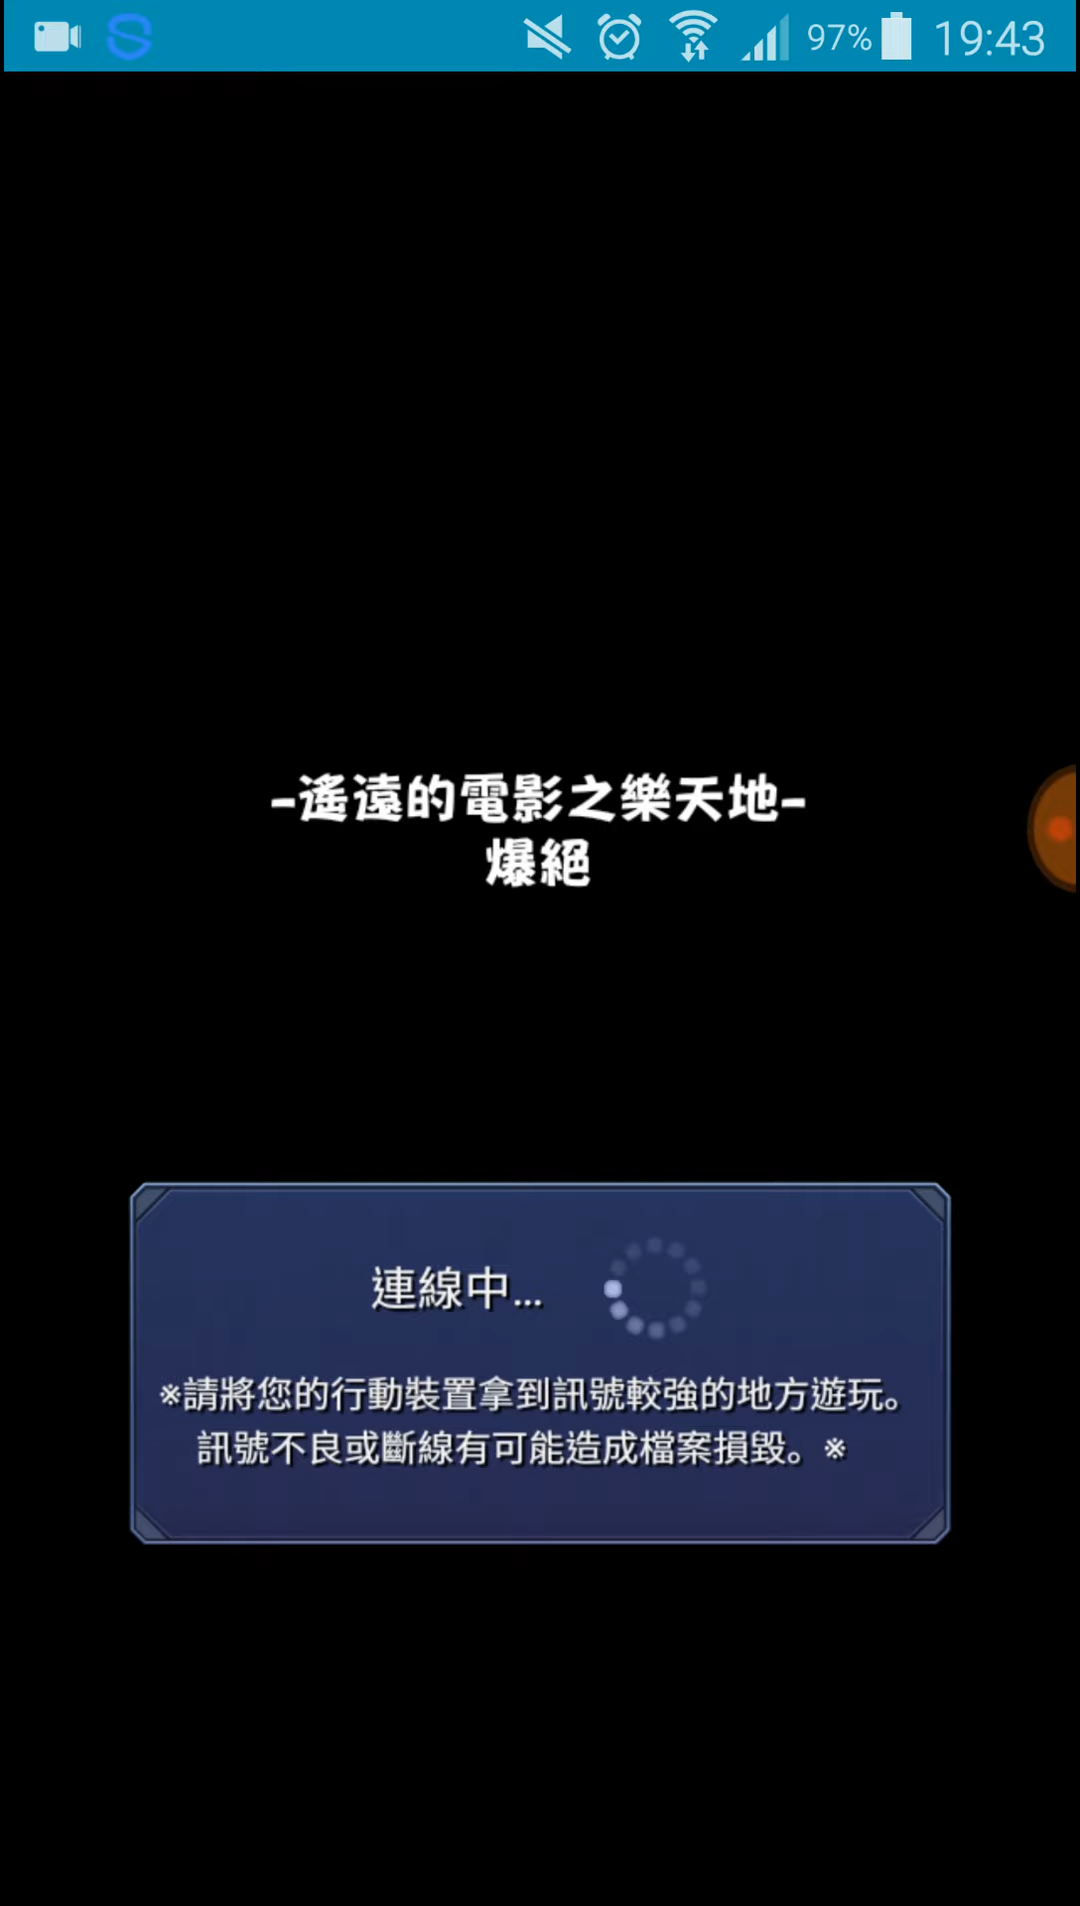 97% 19:43
-遙遠的電影之樂天地-
爆絕
連線中...
※請將您的行動裝置拿到訊號較強的地方遊玩。
訊號不良或斷線有可能造成檔案損毀。※